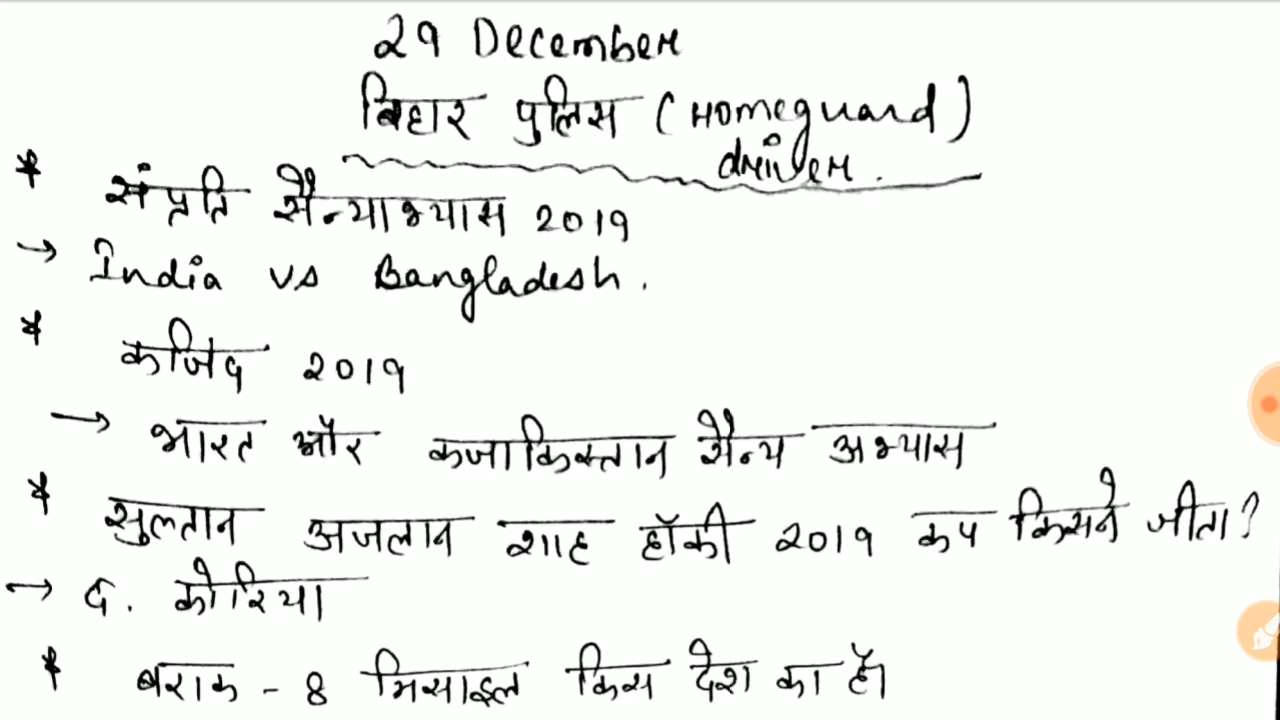 29 December
बिहार पुलिस (Homeguard)
driver.
* संप्रति सैन्याभ्यास 2019
→ India vs Bangladesh.
* कजिंद 2019
→ भारत और कजाकिस्तान सैन्य अभ्यास
* सुल्तान अजलान शाह हॉकी 2019 कप किसने जीता?
→ द. कोरिया
* बराक - 8 मिसाइल किस देश का है।